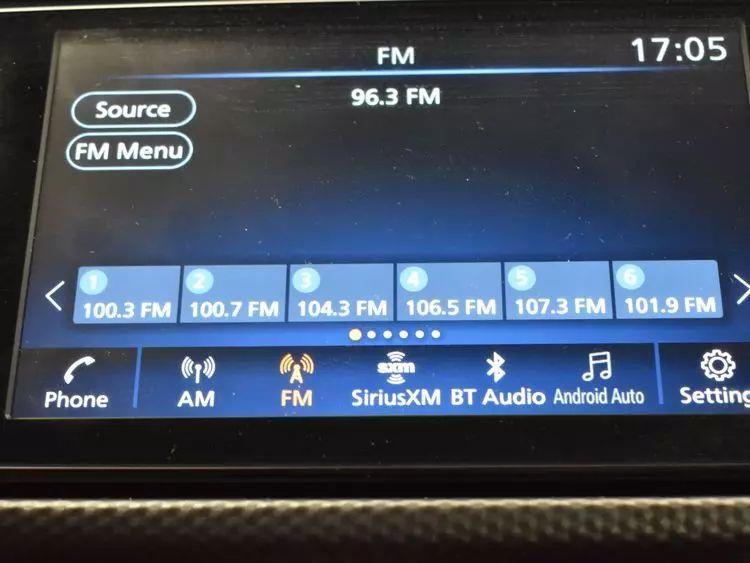 FM 17:05
96.3 FM
Source
FM Menu
1 2 3 4 5 6
100.3 FM 100.7 FM 104.3 FM 106.5 FM 107.3 FM 101.9 FM
sxm
Phone AM FM SiriusXM BT Audio Android Auto Setting